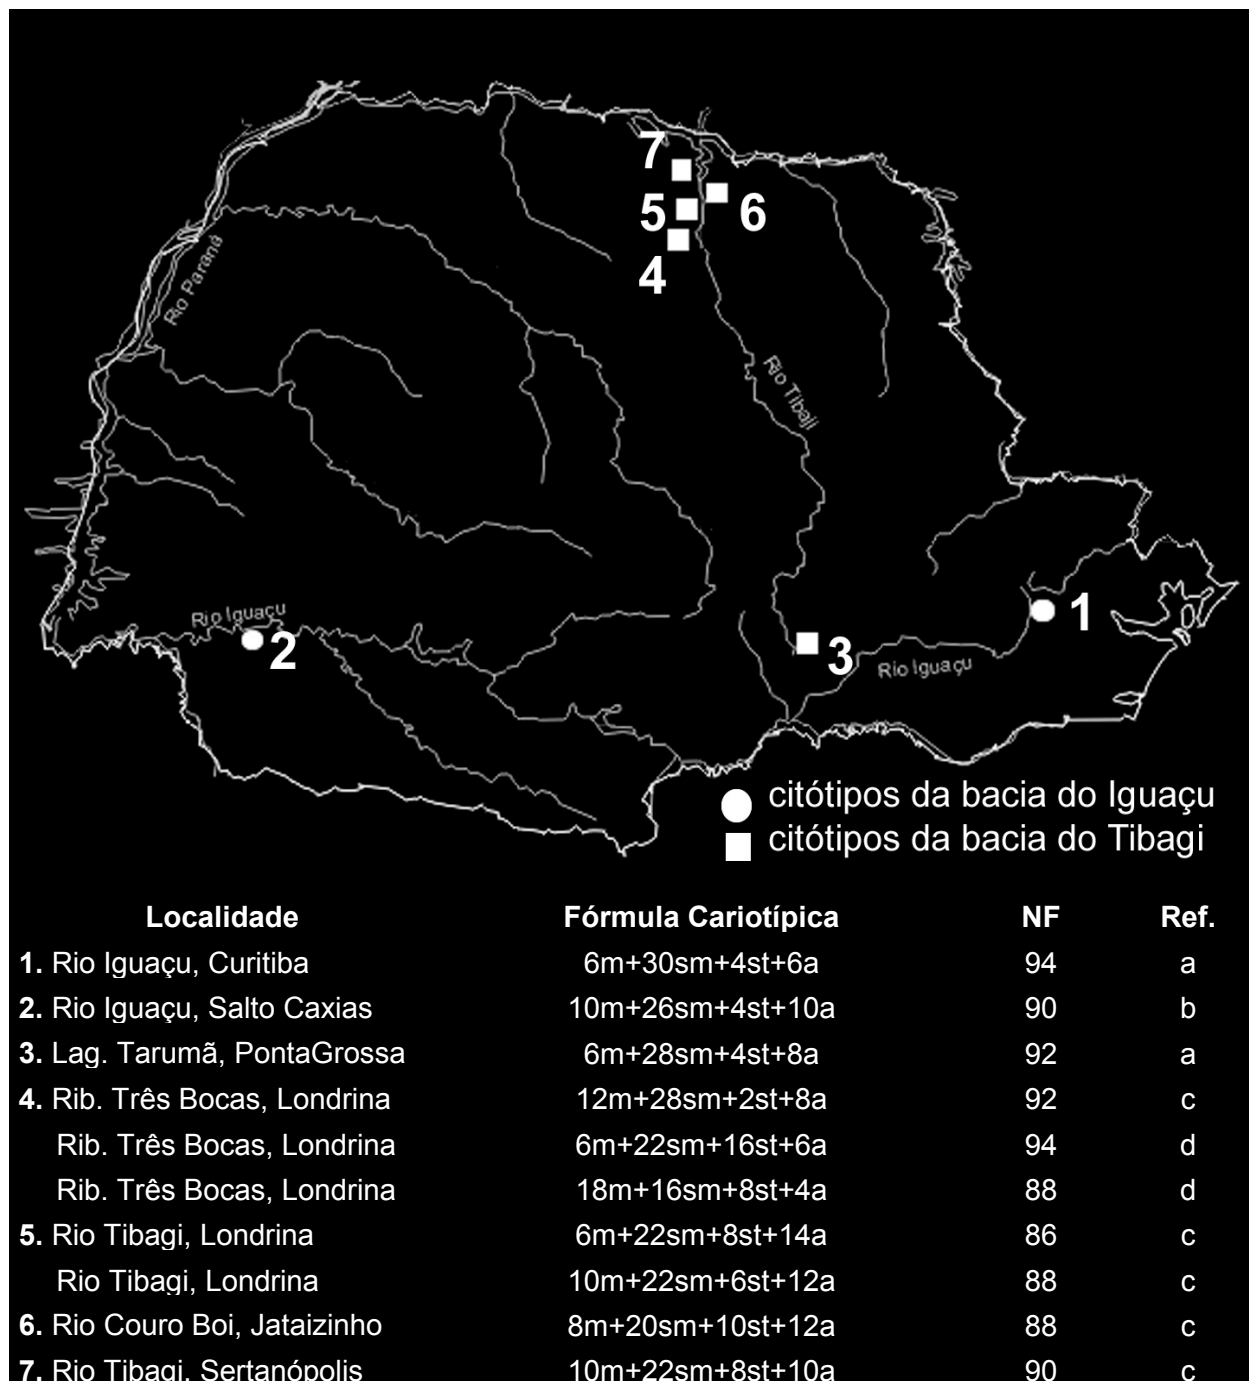 7
5
6
4
Rio Paraná
Rio Tibaji
Rio Iguaçu
2
1
3
Rio Iguaçu
citótipos da bacia do Iguaçu
citótipos da bacia do Tibagi
Localidade Fórmula Cariotípica NF Ref.
1. Rio Iguaçu, Curitiba 6m+30sm+4st+6a 94 a
2. Rio Iguaçu, Salto Caxias 10m+26sm+4st+10a 90 b
3. Lag. Tarumã, PontaGrossa 6m+28sm+4st+8a 92 a
4. Rib. Três Bocas, Londrina 12m+28sm+2st+8a 92 c
Rib. Três Bocas, Londrina 6m+22sm+16st+6a 94 d
Rib. Três Bocas, Londrina 18m+16sm+8st+4a 88 d
5. Rio Tibagi, Londrina 6m+22sm+8st+14a 86 c
Rio Tibagi, Londrina 10m+22sm+6st+12a 88 c
6. Rio Couro Boi, Jataizinho 8m+20sm+10st+12a 88 c
7. Rio Tibagi, Sertanópolis 10m+22sm+8st+10a 90 c